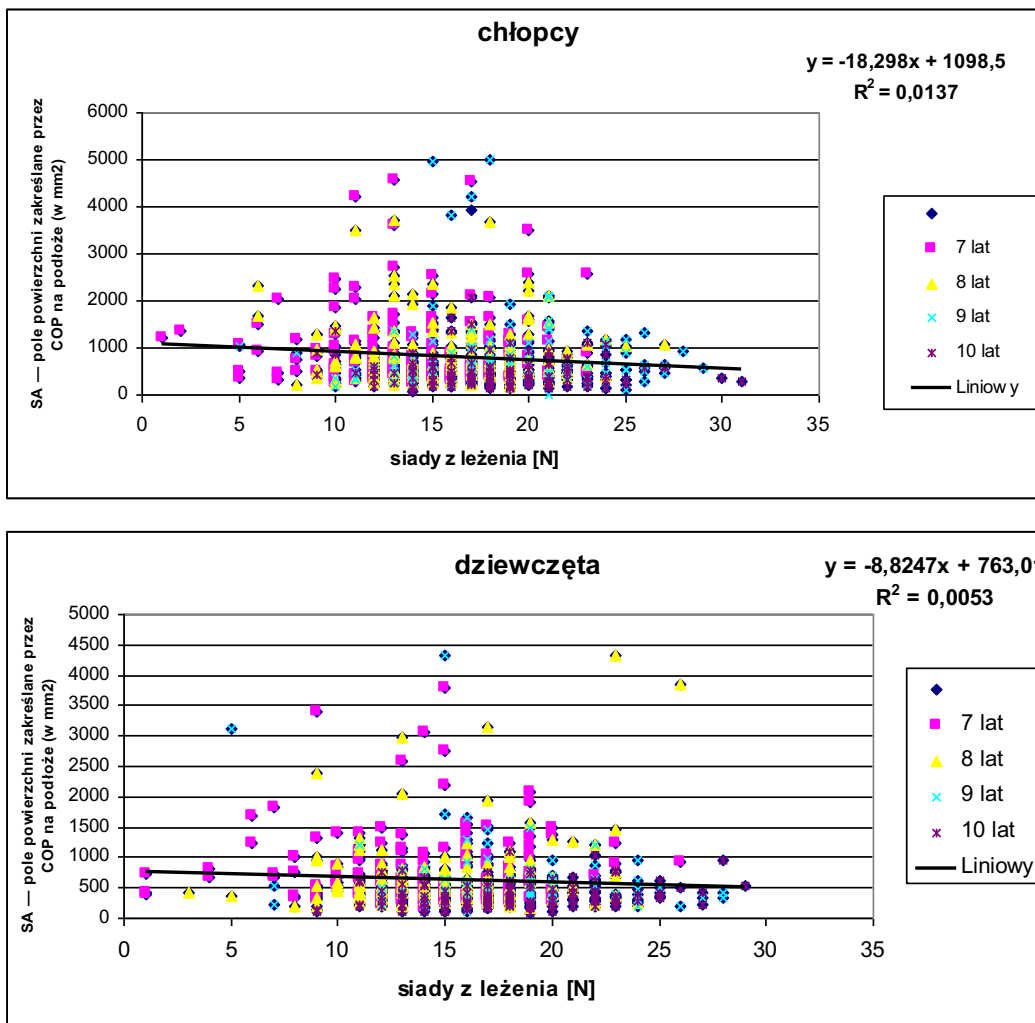 chłopcy
y = -18,298x + 1098,5
R2 = 0,0137
SA — pole powierzchni zakreślane przez
COP na podłoże (w mm2)
6000
5000
4000
3000
2000
1000
0
0 5 10 15 20 25 30 35
siady z leżenia [N]
7 lat
8 lat
9 lat
10 lat
Liniow y
dziewczęta
y = -8,8247x + 763,0
R2 = 0,0053
SA — pole powierzchni zakreślane przez
COP na podłoże (w mm2)
5000
4500
4000
3500
3000
2500
2000
1500
1000
500
0
0 5 10 15 20 25 30 35
siady z leżenia [N]
7 lat
8 lat
9 lat
10 lat
Liniowy